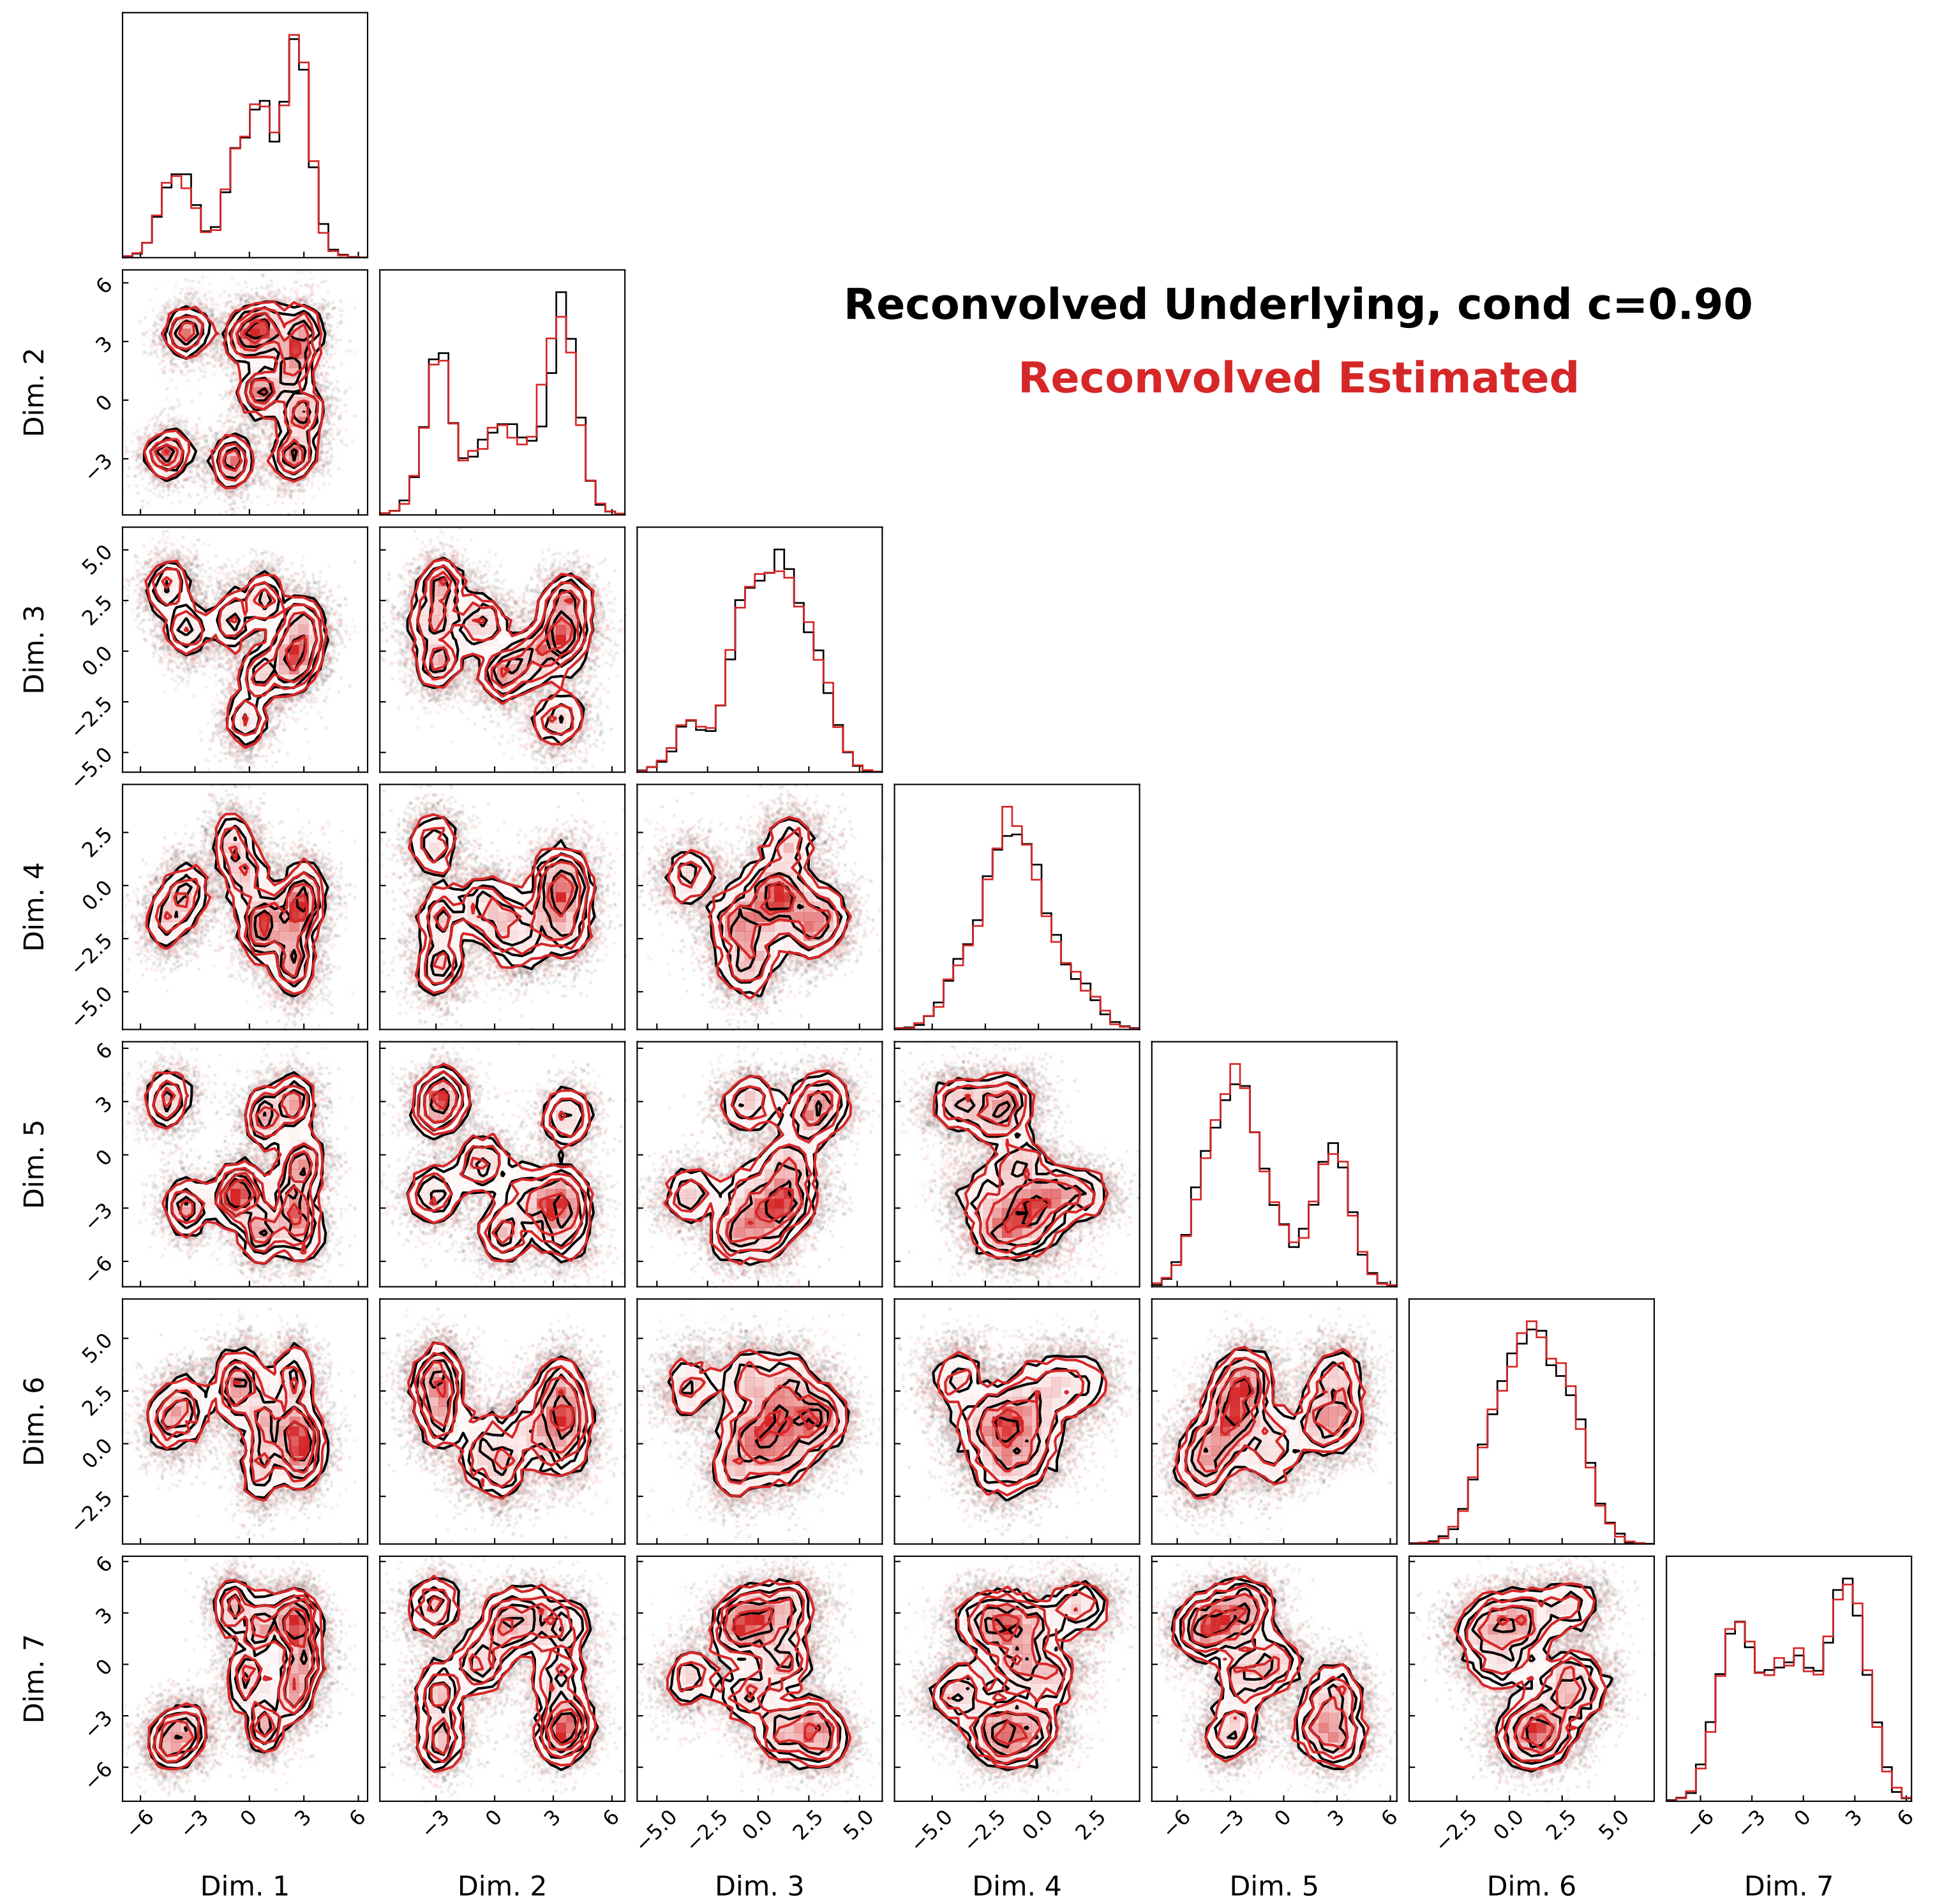 Reconvolved Underlying, cond c=0.90
Reconvolved Estimated
6
3
0
−3
Dim. 2
5.0
2.5
0.0
−2.5
−5.0
Dim. 3
2.5
0.0
−2.5
−5.0
Dim. 4
6
3
0
−3
−6
Dim. 5
5.0
2.5
0.0
−2.5
Dim. 6
6
3
0
−3
−6
Dim. 7
−6 −3 0 3 6 −3 0 3 6 −5.0 −2.5 0.0 2.5 5.0 −5.0 −2.5 0.0 2.5 −6 −3 0 3 6 −2.5 0.0 2.5 5.0 −6 −3 0 3 6
Dim. 1 Dim. 2 Dim. 3 Dim. 4 Dim. 5 Dim. 6 Dim. 7